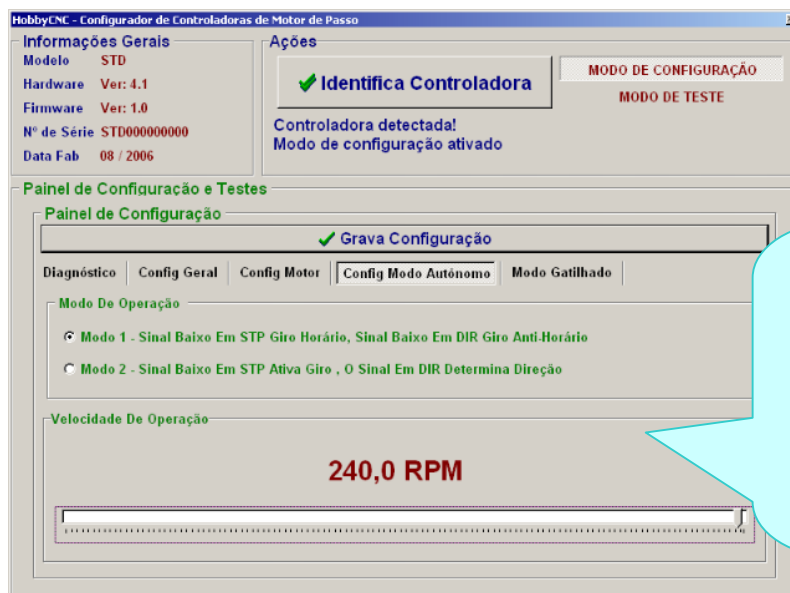 HobbyCNC - Configurador de Controladoras de Motor de Passo
Informações Gerais
Modelo STD
Hardware Ver: 4.1
Firmware Ver: 1.0
Nº de Série STD000000000
Data Fab 08 / 2006
Ações
Identifica Controladora
Controladora detectada!
Modo de configuração ativado
MODO DE CONFIGURAÇÃO
MODO DE TESTE
Painel de Configuração e Testes
Painel de Configuração
Grava Configuração
Diagnóstico Config Geral Config Motor Config Modo Autónomo Modo Gatilhado
Modo De Operação
Modo 1 - Sinal Baixo Em STP Giro Horário, Sinal Baixo Em DIR Giro Anti-Horário
Modo 2 - Sinal Baixo Em STP Ativa Giro , O Sinal Em DIR Determina Direção
Velocidade De Operação
240,0 RPM